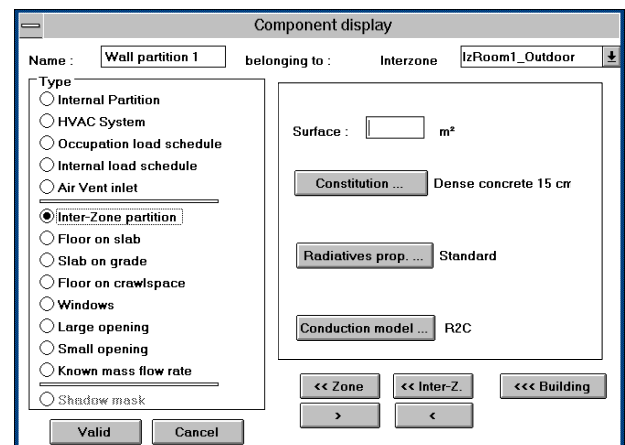 Component display
Name : Wall partition 1 belonging to : Interzone IzRoom1_Outdoor
Type
Internal Partition
HVAC System
Occupation load schedule
Internal load schedule
Air Vent inlet
Inter-Zone partition
Floor on slab
Slab on grade
Floor on crawlspace
Windows
Large opening
Small opening
Known mass flow rate
Shadow mask
Surface : m²
Constitution ... Dense concrete 15 cm
Radiatives prop. ... Standard
Conduction model ... R2C
<< Zone << Inter-Z. <<< Building
> <
Valid Cancel